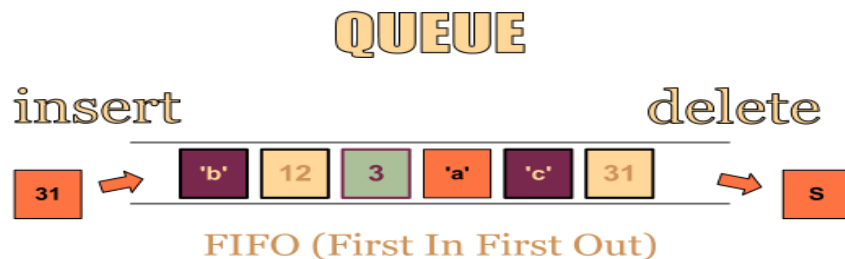 QUEUE
insert delete
31 'b' 12 3 'a' 'c' 31 S
FIFO (First In First Out)